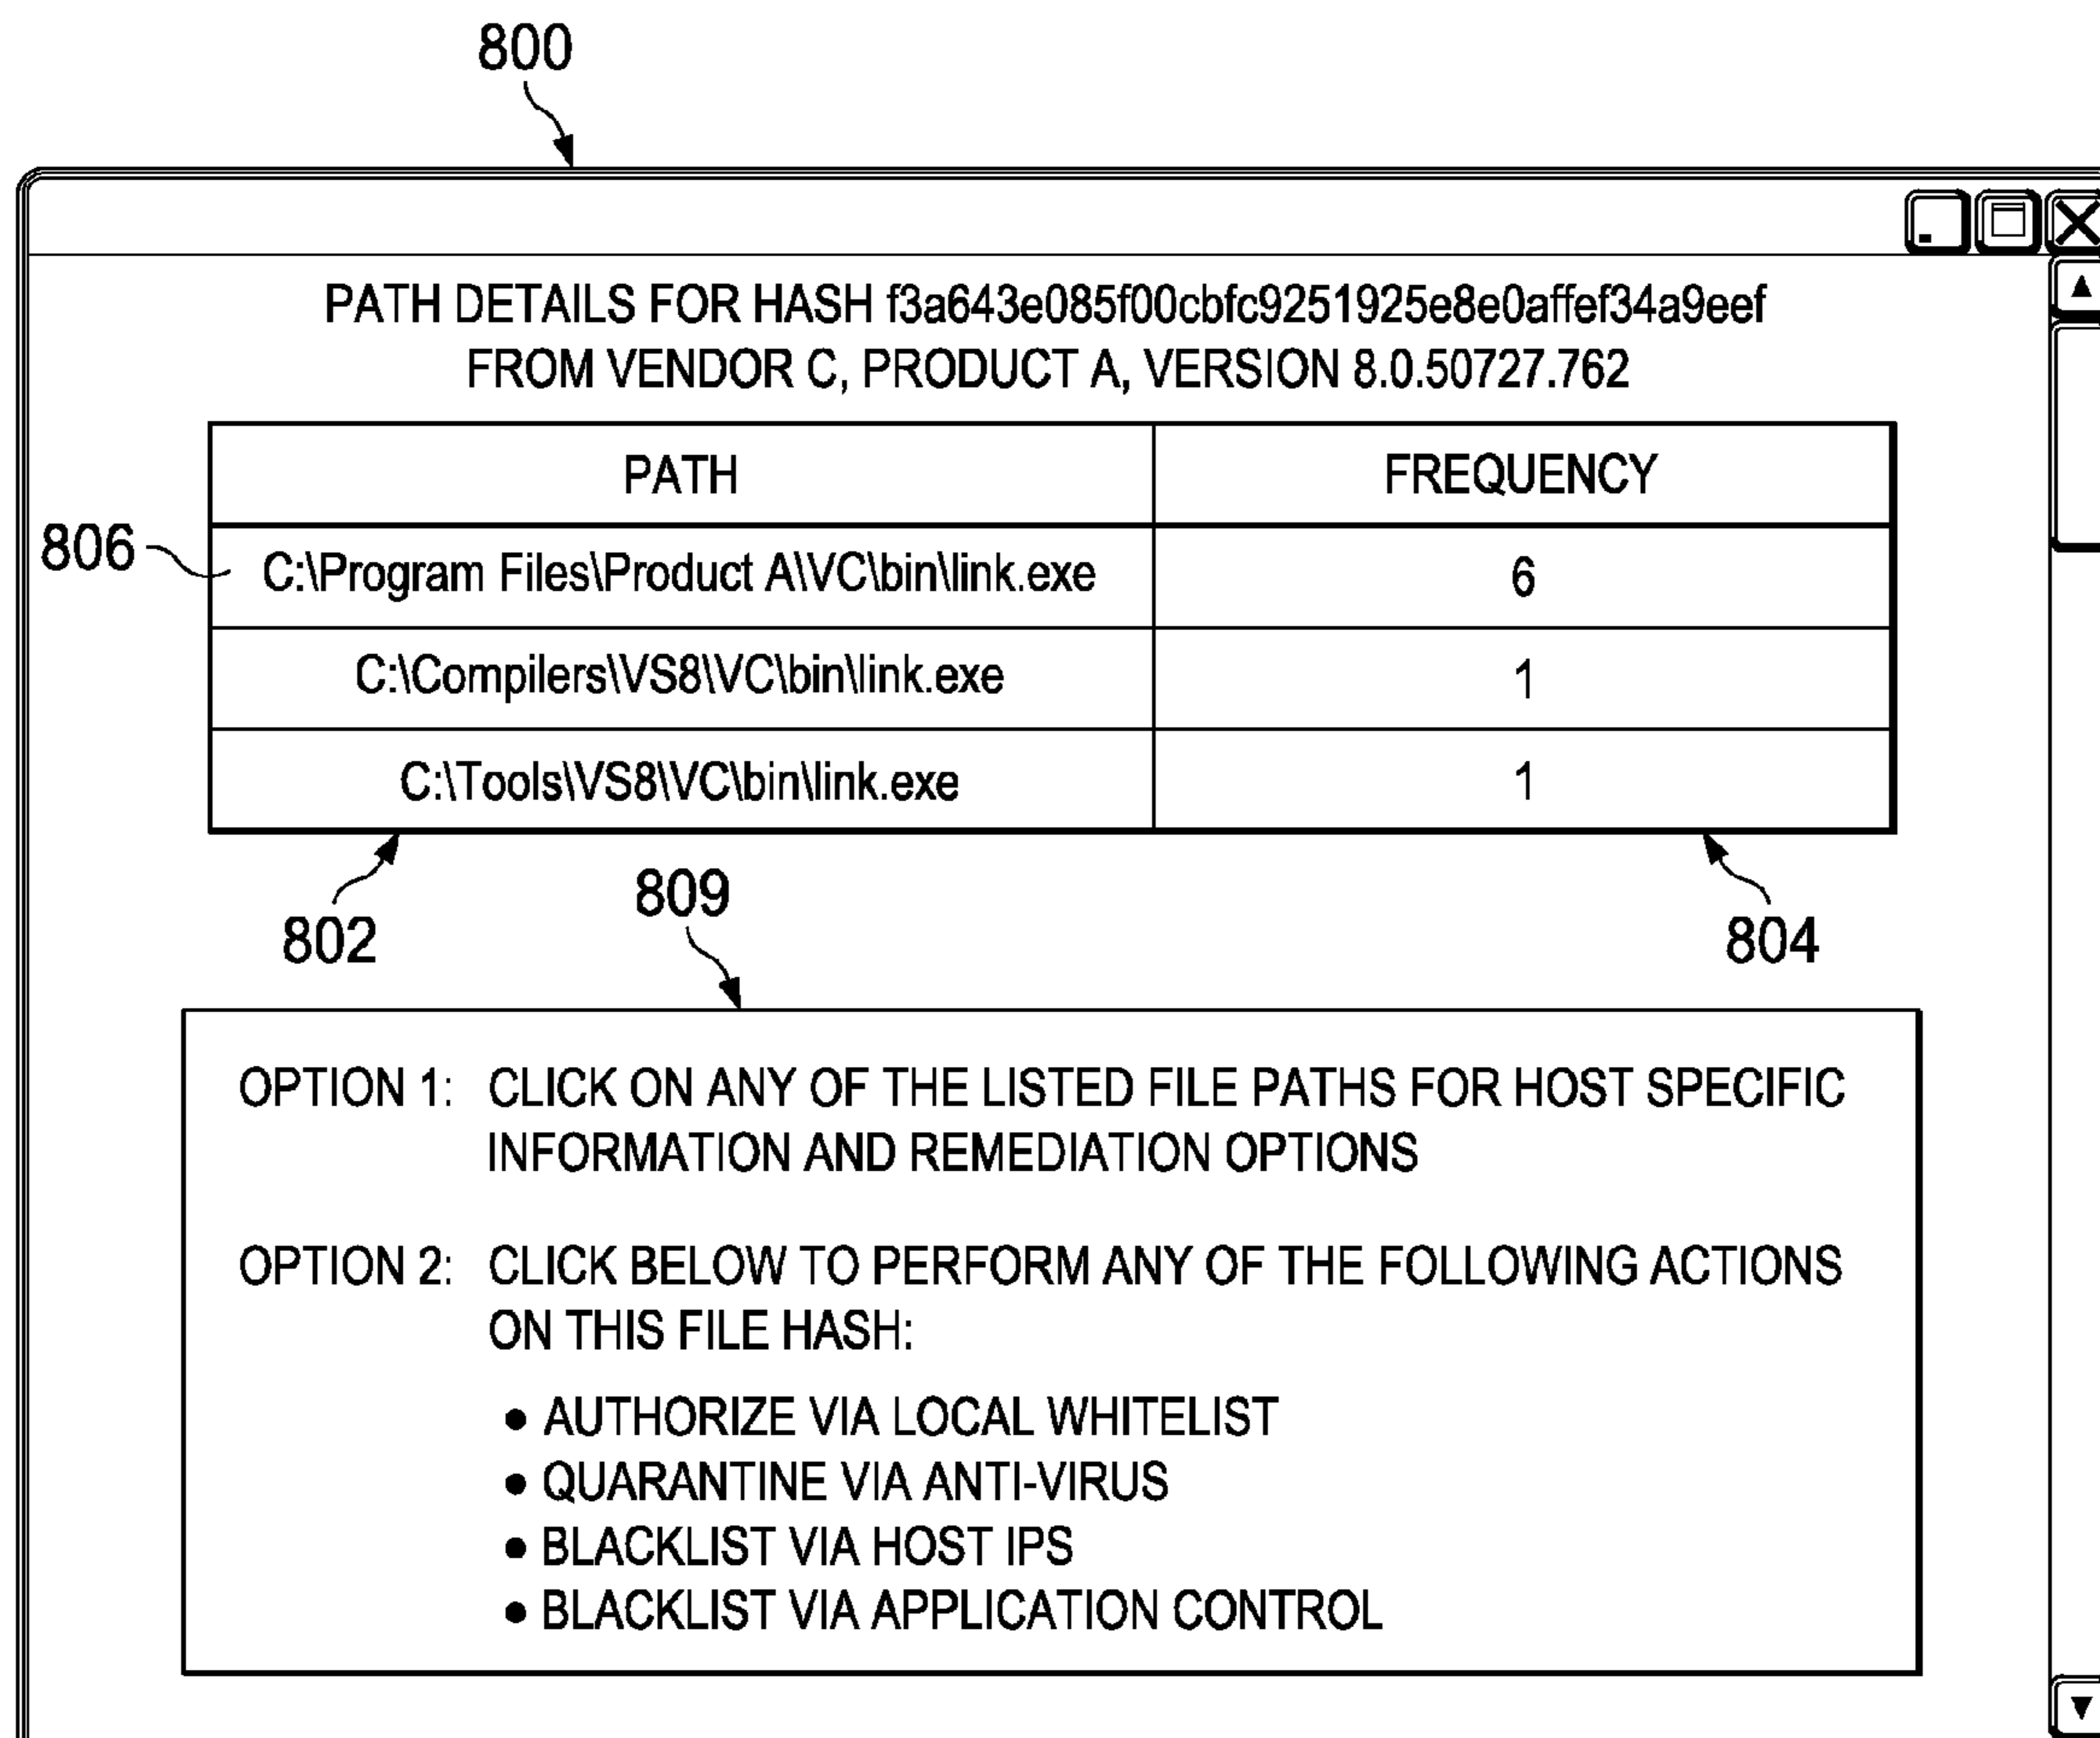 800
PATH DETAILS FOR HASH f3a643e085f00cbfc9251925e8e0affef34a9eef
FROM VENDOR C, PRODUCT A, VERSION 8.0.50727.762
PATH FREQUENCY
806 C:\Program Files\Product A\VC\bin\link.exe 6
C:\Compilers\VS8\VC\bin\link.exe 1
C:\Tools\VS8\VC\bin\link.exe 1
802 809 804
OPTION 1: CLICK ON ANY OF THE LISTED FILE PATHS FOR HOST SPECIFIC
INFORMATION AND REMEDIATION OPTIONS
OPTION 2: CLICK BELOW TO PERFORM ANY OF THE FOLLOWING ACTIONS
ON THIS FILE HASH:
• AUTHORIZE VIA LOCAL WHITELIST
• QUARANTINE VIA ANTI-VIRUS
• BLACKLIST VIA HOST IPS
• BLACKLIST VIA APPLICATION CONTROL